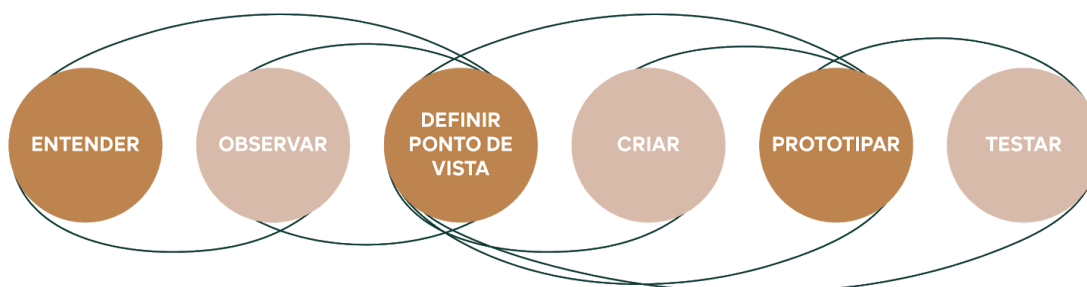 ENTENDER
OBSERVAR
DEFINIR
PONTO DE
VISTA
CRIAR
PROTOTIPAR
TESTAR